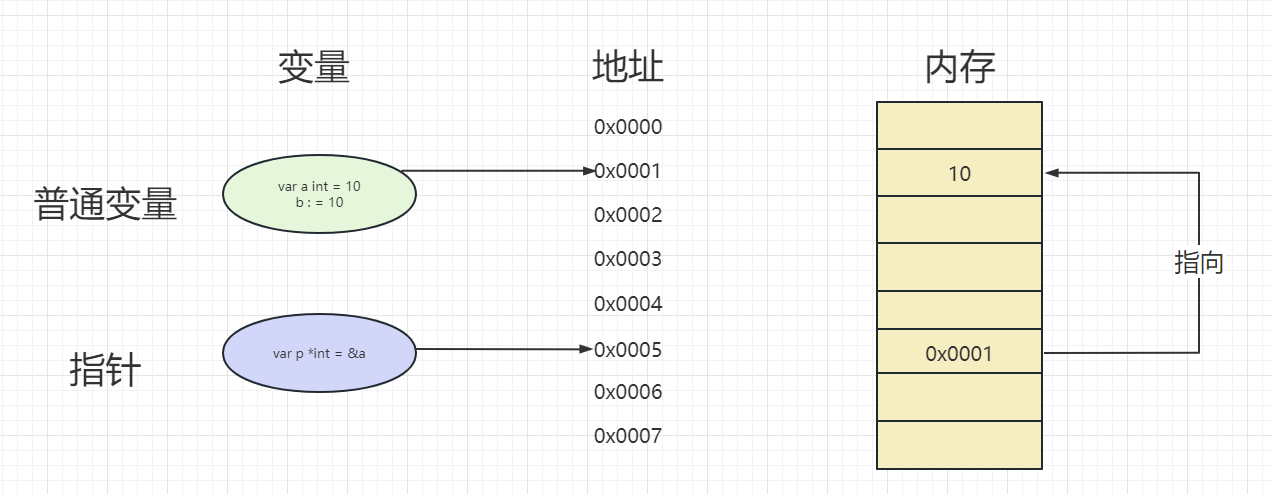 变量
地址
内存
0x0000
普通变量
var a int = 10
b : = 10
0x0001
10
0x0002
0x0003
指向
0x0004
指针
var p *int = &a
0x0005
0x0001
0x0006
0x0007